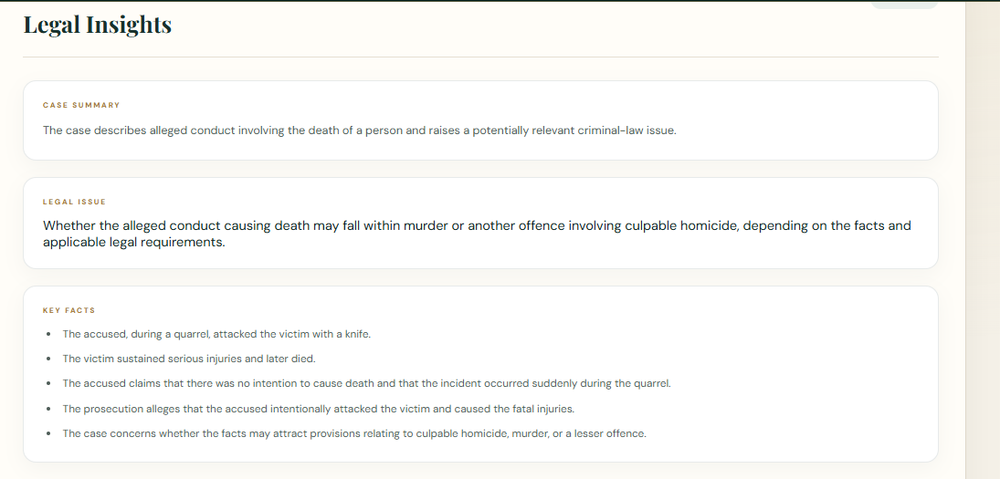 Legal Insights
CASE SUMMARY
The case describes alleged conduct involving the death of a person and raises a potentially relevant criminal-law issue.
LEGAL ISSUE
Whether the alleged conduct causing death may fall within murder or another offence involving culpable homicide, depending on the facts and
applicable legal requirements.
KEY FACTS
• The accused, during a quarrel, attacked the victim with a knife.
• The victim sustained serious injuries and later died.
• The accused claims that there was no intention to cause death and that the incident occurred suddenly during the quarrel.
• The prosecution alleges that the accused intentionally attacked the victim and caused the fatal injuries.
• The case concerns whether the facts may attract provisions relating to culpable homicide, murder, or a lesser offence.